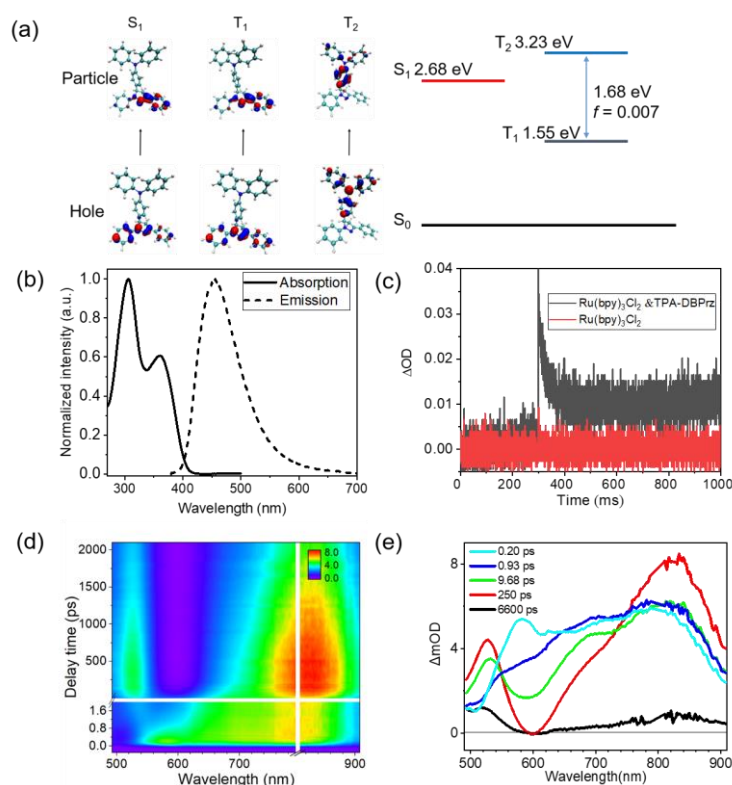 (a)
S₁
T₁
T₂
Particle
Hole
T₂ 3.23 eV
S₁ 2.68 eV
1.68 eV
f = 0.007
T₁ 1.55 eV
S₀
(b)
Absorption
Emission
1.0
0.8
0.6
0.4
0.2
0.0
Normalized intensity (a.u.)
300 400 500 600 700
Wavelength (nm)
(c)
Ru(bpy)₃Cl₂ &TPA-DBPrz
Ru(bpy)₃Cl₂
0.04
0.03
0.02
0.01
0.00
ΔOD
0 200 400 600 800 1000
Time (ms)
(d)
8.0
4.0
0.0
2000
1500
1000
500
1.6
0.8
0.0
Delay time (ps)
500 600 700 800 900
Wavelength (nm)
(e)
0.20 ps
0.93 ps
9.68 ps
250 ps
6600 ps
8
4
0
ΔmOD
500 600 700 800 900
Wavelength(nm)